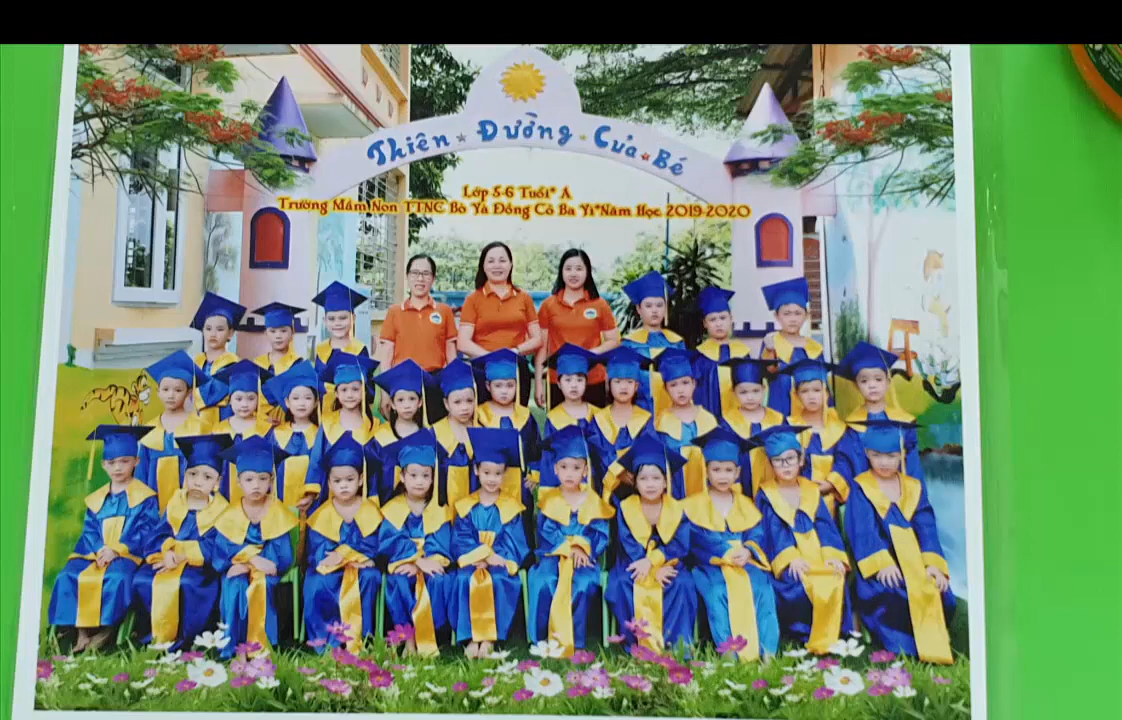 Thiên Đường Của Bé
Lớp 5-6 Tuổi* A
Trường Mầm Non TTNC Bò Và Đồng Cỏ Ba Vì*Năm Học 2019-2020